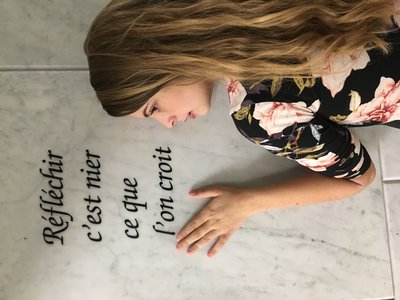 Réfléchir
c'est nier
ce que
l'on croit